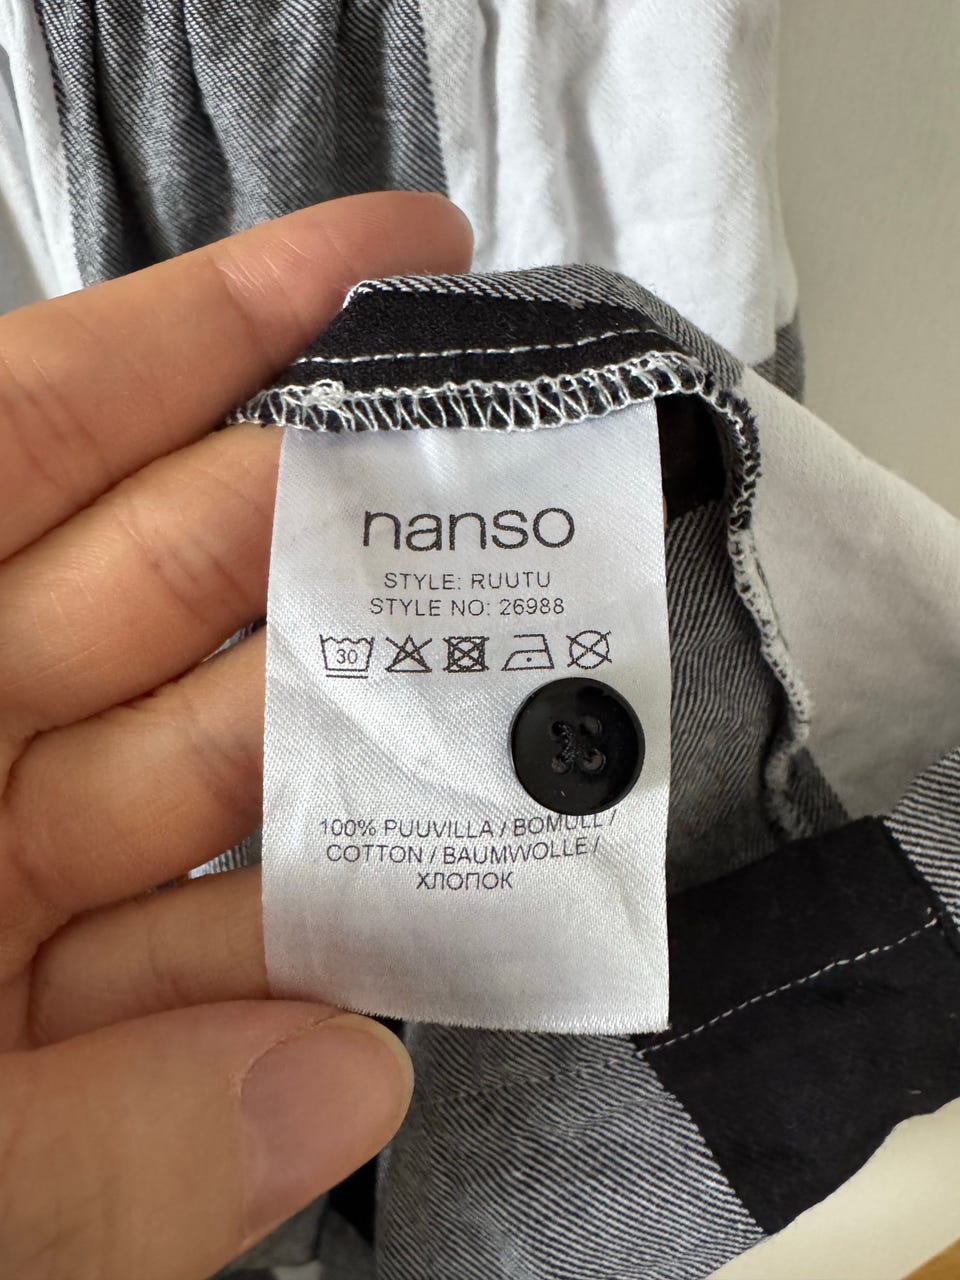 nanso
STYLE: RUUTU
STYLE NO: 26988
30
100% PUUVILLA / BOMULL /
COTTON / BAUMWOLLE /
ХЛОПОК